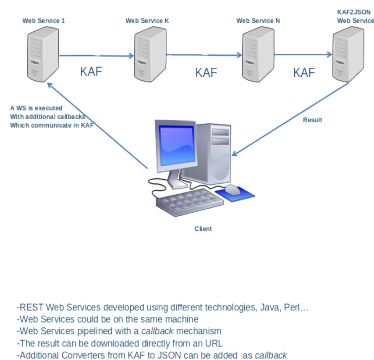 KAF2JSON
Web Service 1
Web Service K
Web Service N
Web Service
KAF
KAF
KAF
A WS is executed
With additional callbacks
Which communicate in KAF
Result
Client
-REST Web Services developed using different technologies, Java, Perl…
-Web Services could be on the same machine
-Web Services pipelined with a callback mechanism
-The result can be downloaded directly from an URL
-Additional Converters from KAF to JSON can be added  as callback